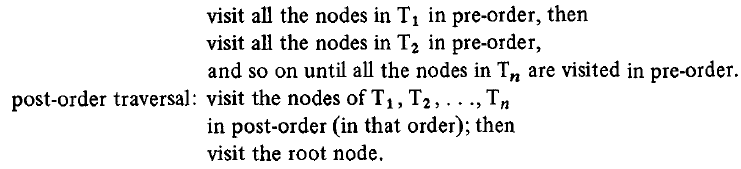 visit all the nodes in T₁ in pre-order, then
visit all the nodes in T₂ in pre-order,
and so on until all the nodes in Tₙ are visited in pre-order.
post-order traversal: visit the nodes of T₁, T₂, . . ., Tₙ
in post-order (in that order); then
visit the root node.